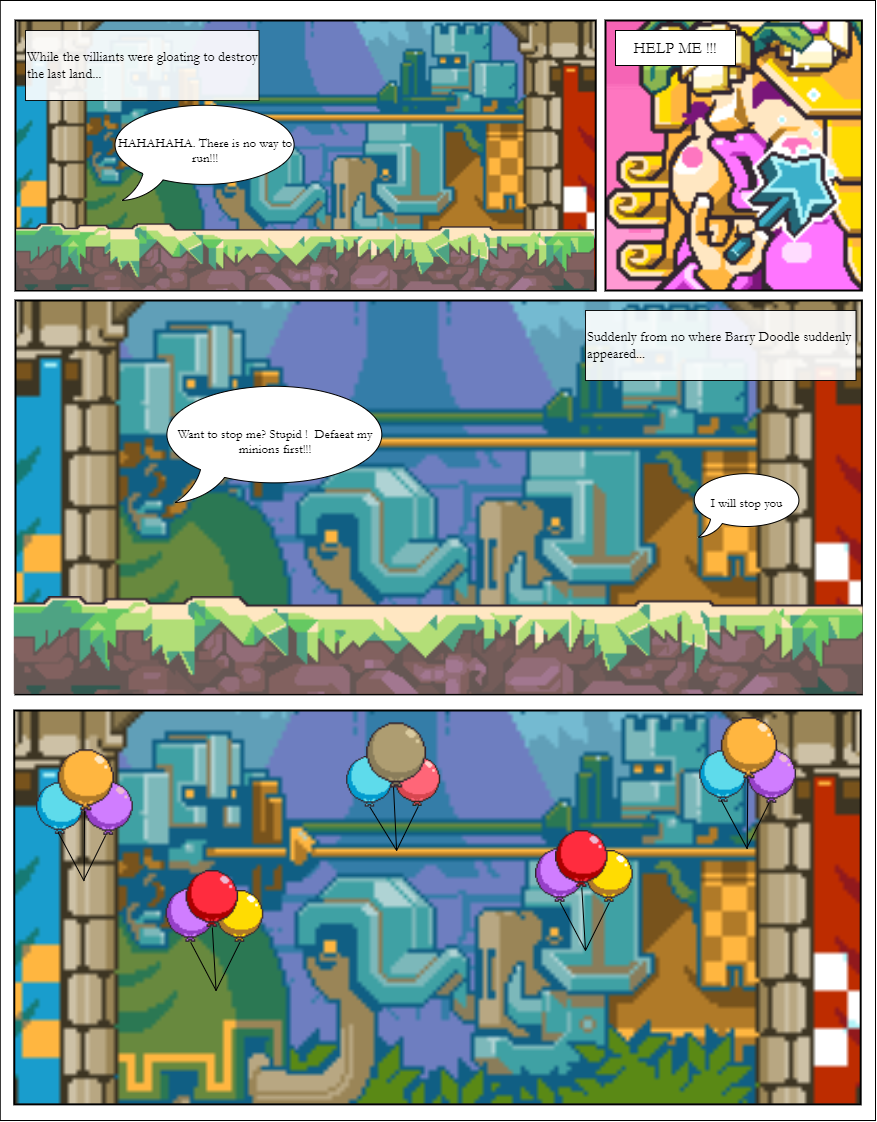 While the villiants were gloating to destroy
the last land...
HAHAHAHA. There is no way to
run!!!
HELP ME !!!
Suddenly from no where Barry Doodle suddenly
appeared...
Want to stop me? Stupid ! Defaeat my
minions first!!!
I will stop you